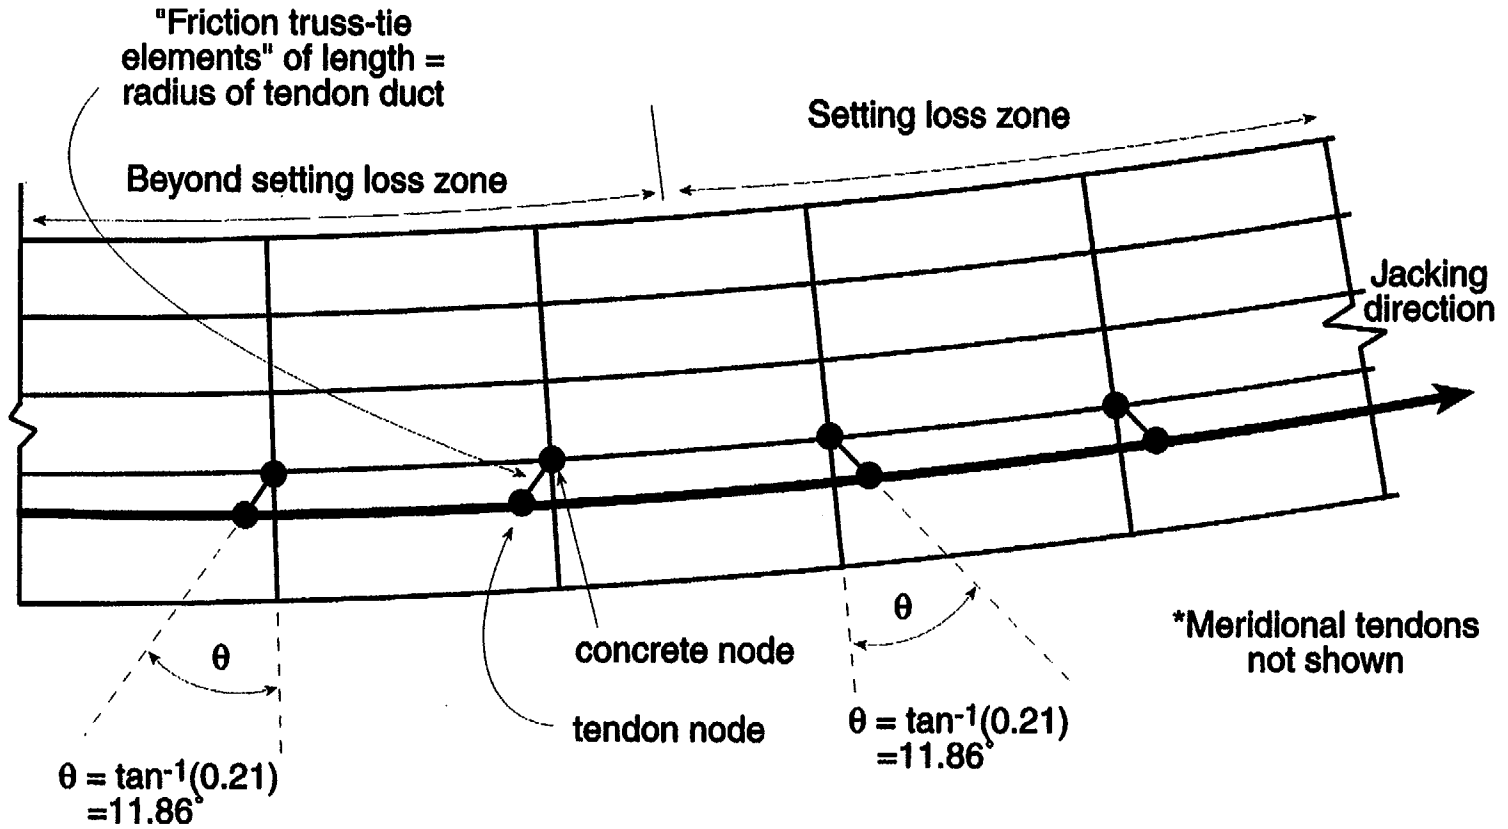 "Friction truss-tie
elements" of length =
radius of tendon duct
Setting loss zone
Beyond setting loss zone
Jacking
direction
θ
θ
concrete node
tendon node
*Meridional tendons
not shown
θ = tan⁻¹(0.21)
=11.86°
θ = tan⁻¹(0.21)
=11.86°